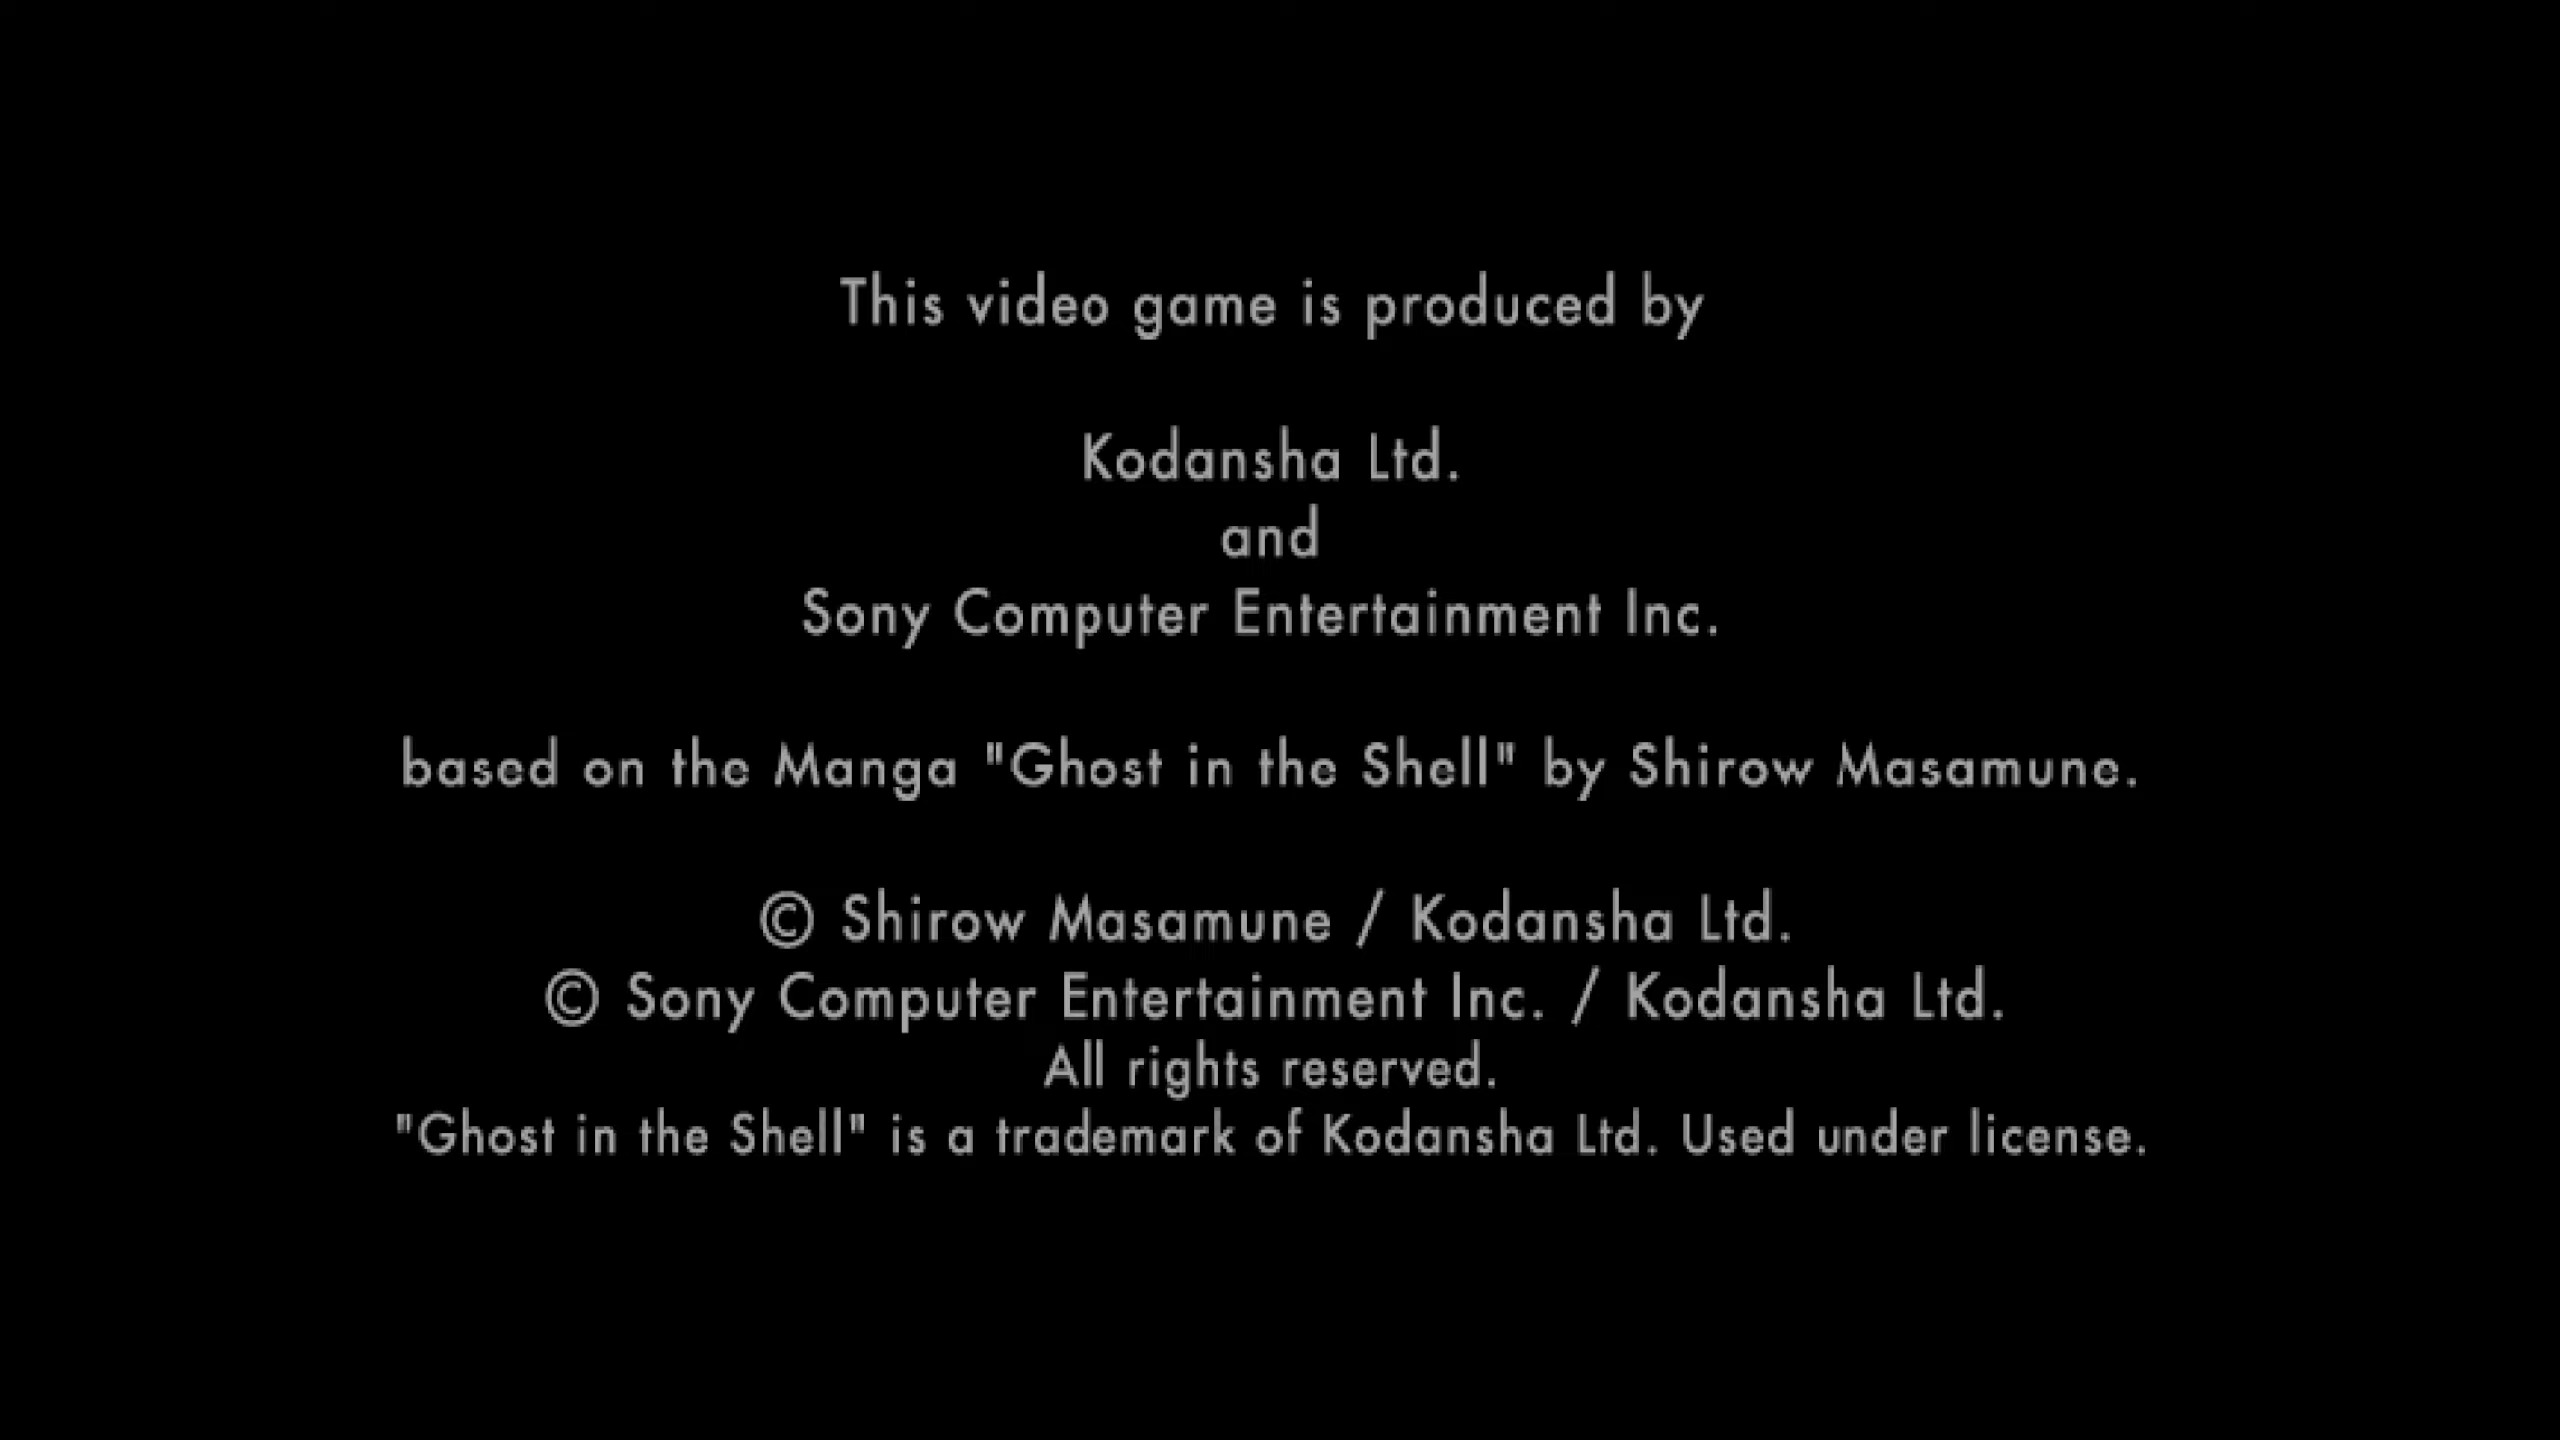 This video game is produced by
Kodansha Ltd.
and
Sony Computer Entertainment Inc.
based on the Manga "Ghost in the Shell" by Shirow Masamune.
© Shirow Masamune / Kodansha Ltd.
© Sony Computer Entertainment Inc. / Kodansha Ltd.
All rights reserved.
"Ghost in the Shell" is a trademark of Kodansha Ltd. Used under license.